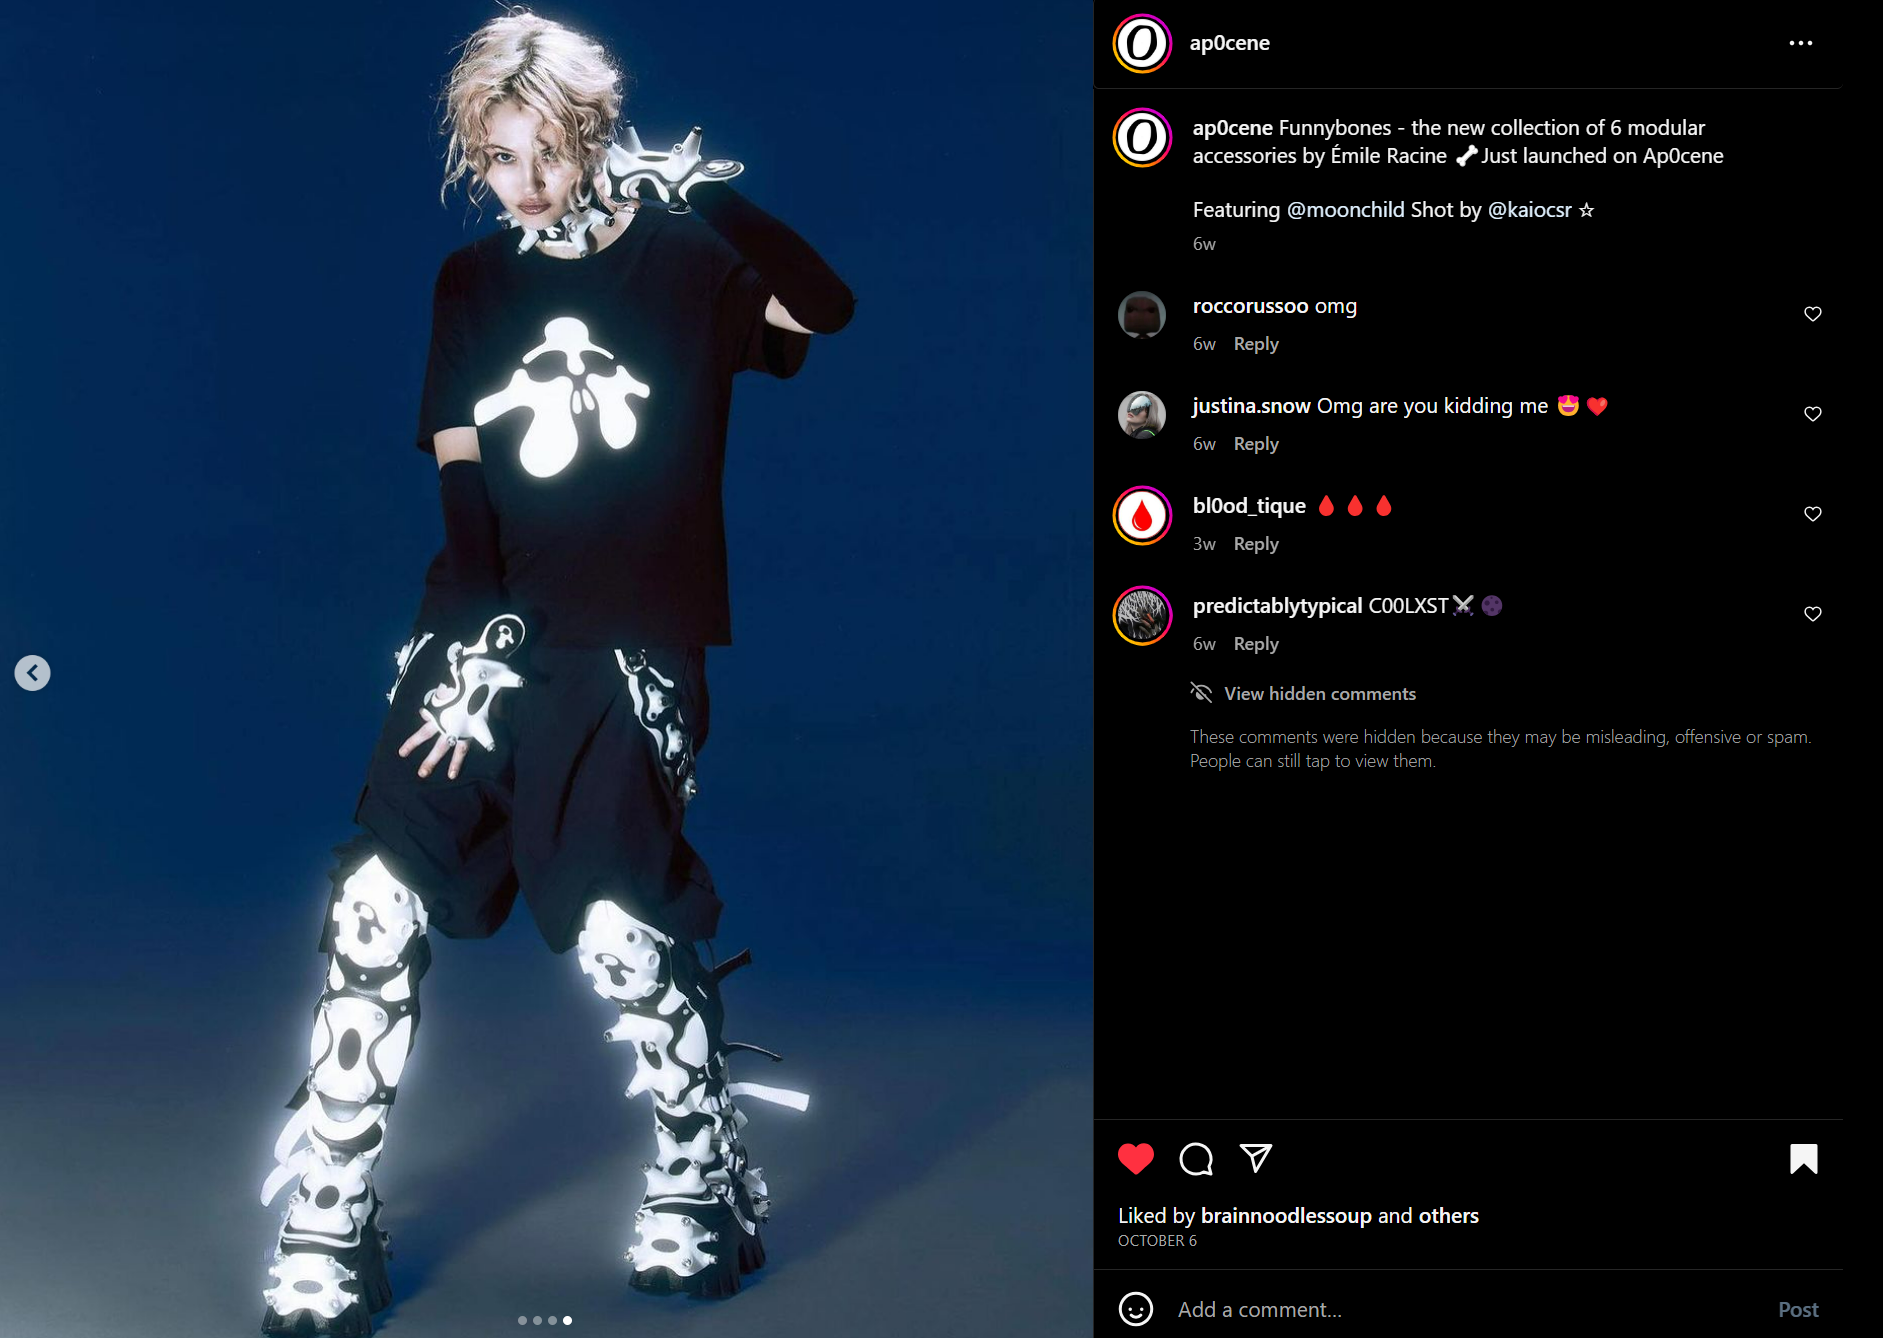 ap0cene
ap0cene Funnybones - the new collection of 6 modular
accessories by Émile Racine 🦴Just launched on Ap0cene
Featuring @moonchild Shot by @kaiocsr ☆
6w
roccorussoo omg
6w Reply
justina.snow Omg are you kidding me 🤩❤️
6w Reply
bl0od_tique 🩸🩸🩸
3w Reply
predictablytypical C00LXST⚔️🌑
6w Reply
View hidden comments
These comments were hidden because they may be misleading, offensive or spam.
People can still tap to view them.
Liked by brainnoodlessoup and others
OCTOBER 6
Add a comment...
Post